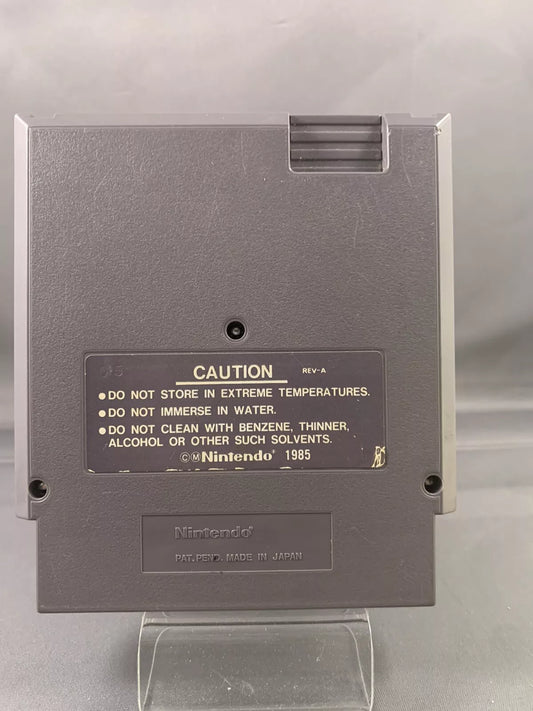 CAUTION REV-A
● DO NOT STORE IN EXTREME TEMPERATURES.
● DO NOT IMMERSE IN WATER.
● DO NOT CLEAN WITH BENZENE, THINNER,
ALCOHOL OR OTHER SUCH SOLVENTS.
©Ⓜ Nintendo® 1985
Nintendo®
PAT. PEND. MADE IN JAPAN